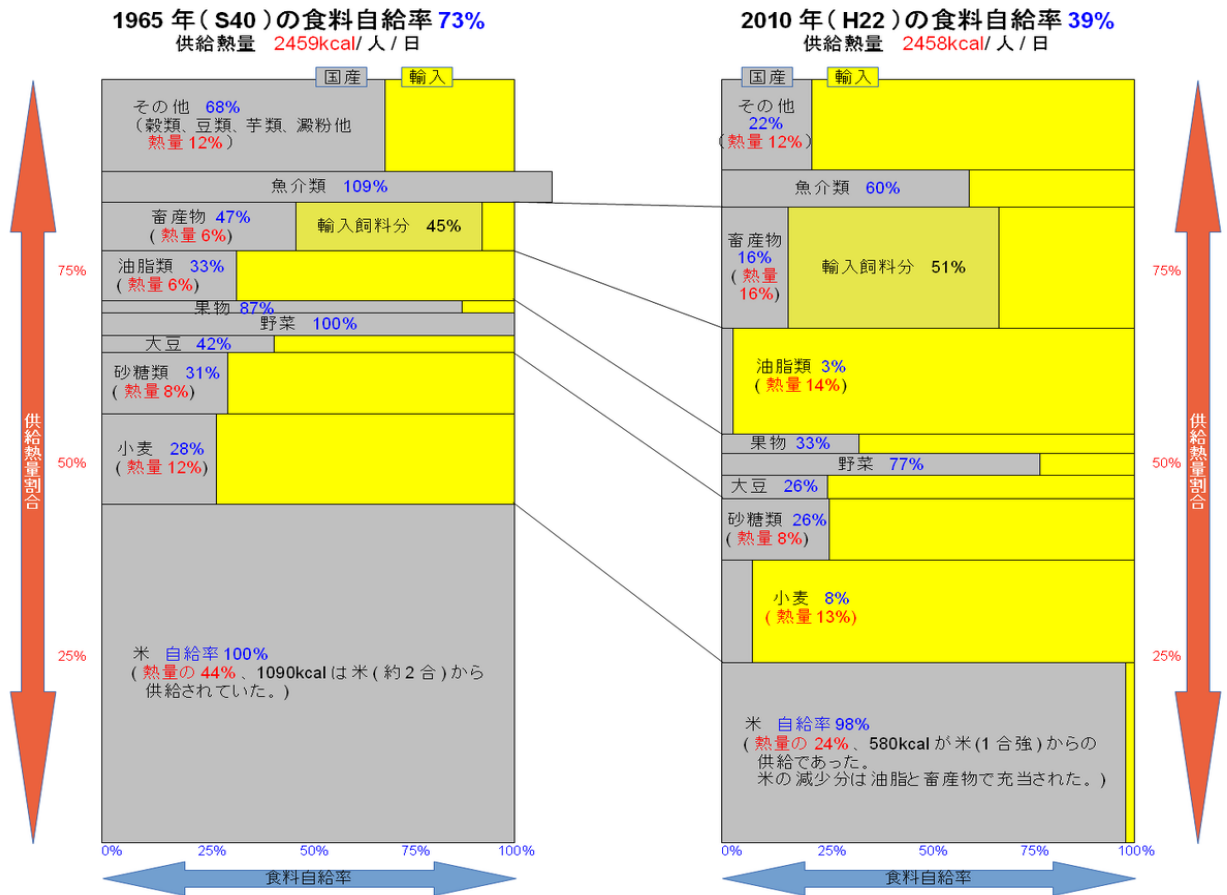 1965 年( S40 )の食料自給率 73%
供給熱量 2459kcal/ 人 / 日
国産 輸入
その他 68%
(穀類、豆類、芋類、澱粉他
熱量 12% )
魚介類 109%
畜産物 47%
( 熱量 6%)
輸入飼料分 45%
75%
油脂類 33%
( 熱量 6%)
果物 87%
野菜 100%
大豆 42%
砂糖類 31%
( 熱量 8%)
50%
小麦 28%
(熱量 12%)
供給熱量割合
25%
米 自給率 100%
( 熱量の 44% 、1090kcal は米 ( 約 2 合 ) から
供給されていた。)
0% 25% 50% 75% 100%
食料自給率
2010 年( H22 )の食料自給率 39%
供給熱量 2458kcal/ 人 / 日
国産 輸入
その他
22%
(熱量 12%)
魚介類 60%
畜産物
16%
( 熱量
16%)
輸入飼料分 51%
75%
油脂類 3%
( 熱量 14%)
果物 33%
野菜 77%
50%
大豆 26%
砂糖類 26%
( 熱量 8%)
小麦 8%
( 熱量 13%)
供給熱量割合
25%
米 自給率 98%
( 熱量の 24% 、580kcal が米 (1 合強 ) からの
供給であった。
米の減少分は油脂と畜産物で充当された。)
0% 25% 50% 75% 100%
食料自給率